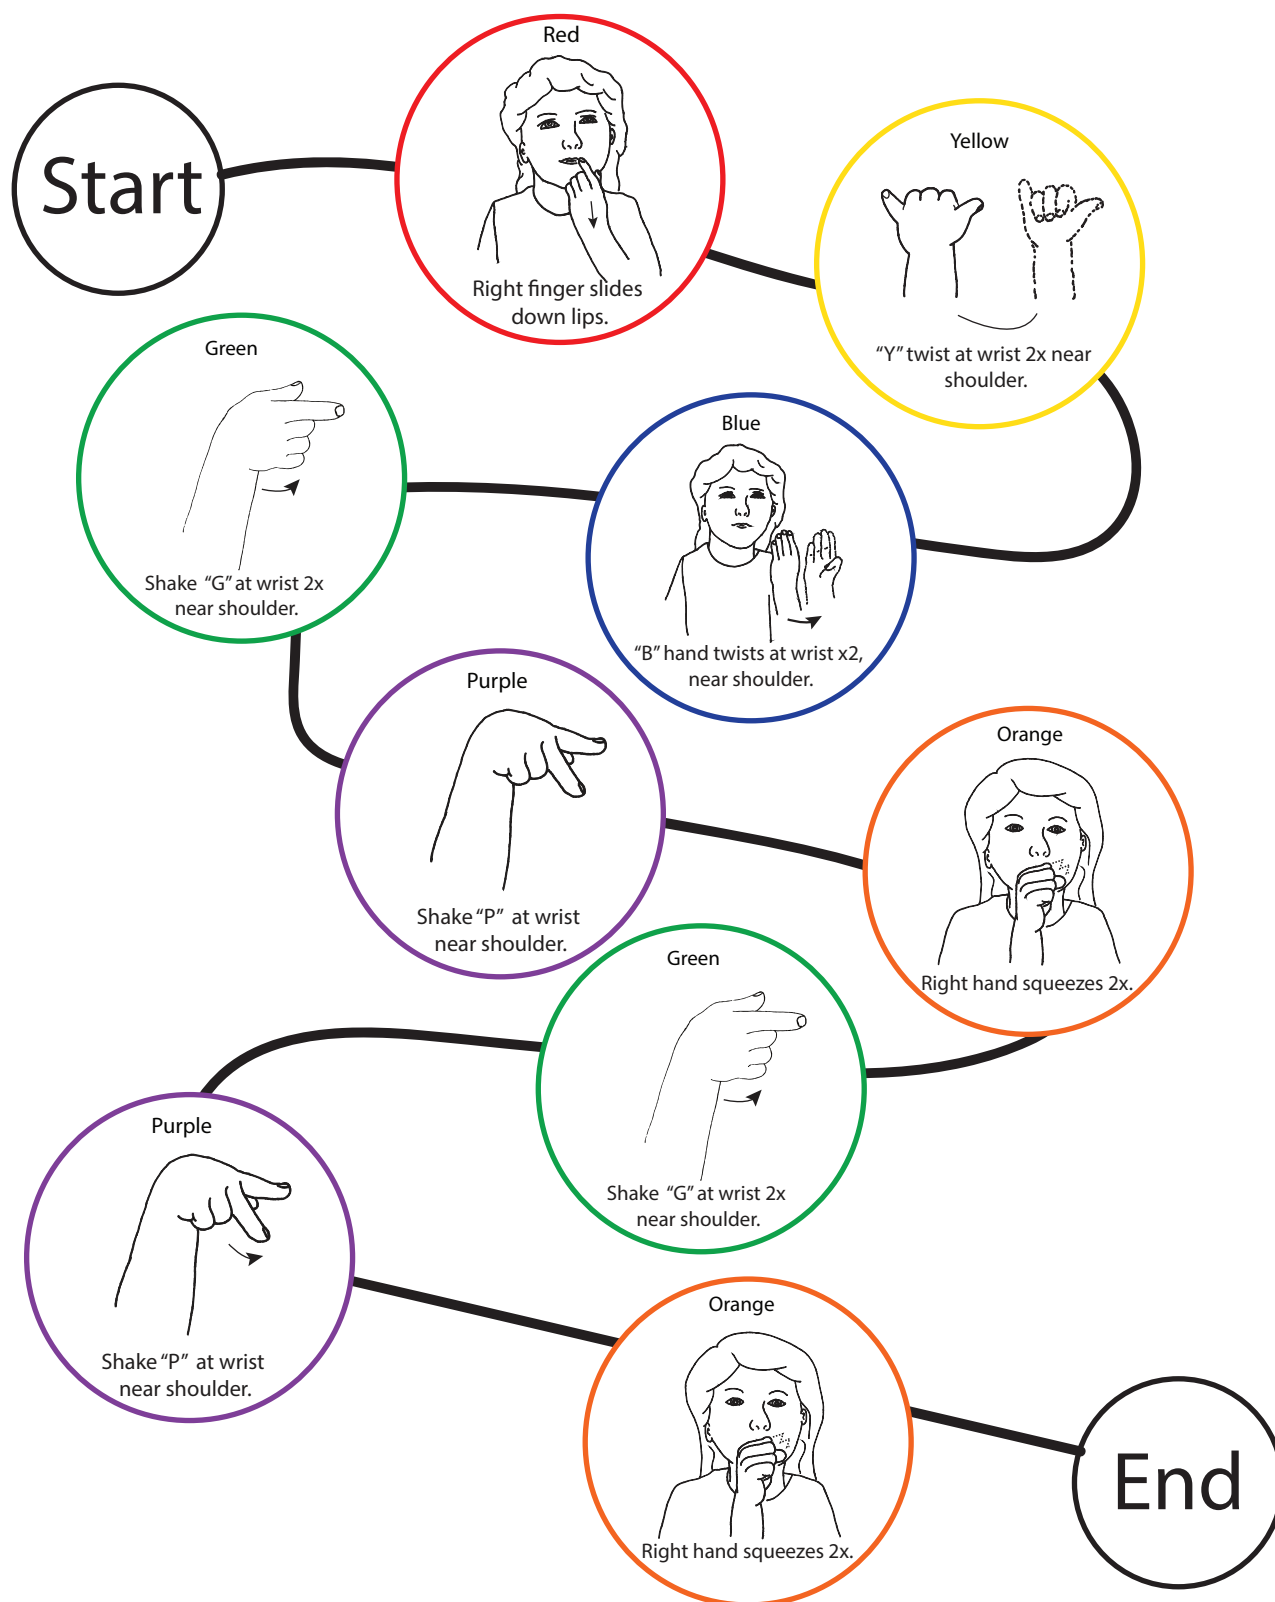 Start
Red
Right finger slides
down lips.
Yellow
“Y” twist at wrist 2x near
shoulder.
Blue
“B” hand twists at wrist x2,
near shoulder.
Green
Shake “G” at wrist 2x
near shoulder.
Purple
Shake “P” at wrist
near shoulder.
Orange
Right hand squeezes 2x.
Green
Shake “G” at wrist 2x
near shoulder.
Purple
Shake “P” at wrist
near shoulder.
Orange
Right hand squeezes 2x.
End